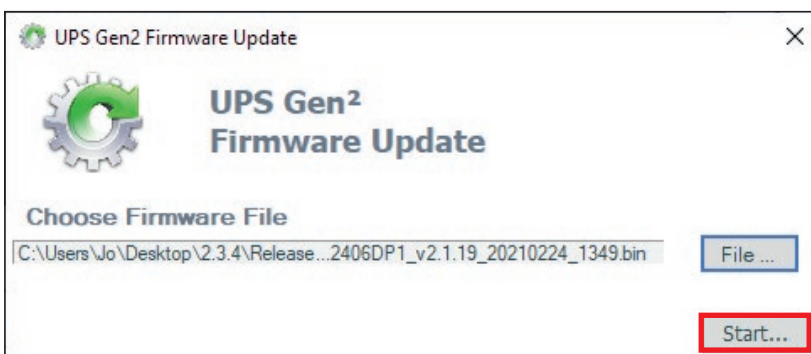 UPS Gen2 Firmware Update
UPS Gen²
Firmware Update
Choose Firmware File
C:\Users\Jo\Desktop\2.3.4\Release...2406DP1_v2.1.19_20210224_1349.bin
File ...
Start...